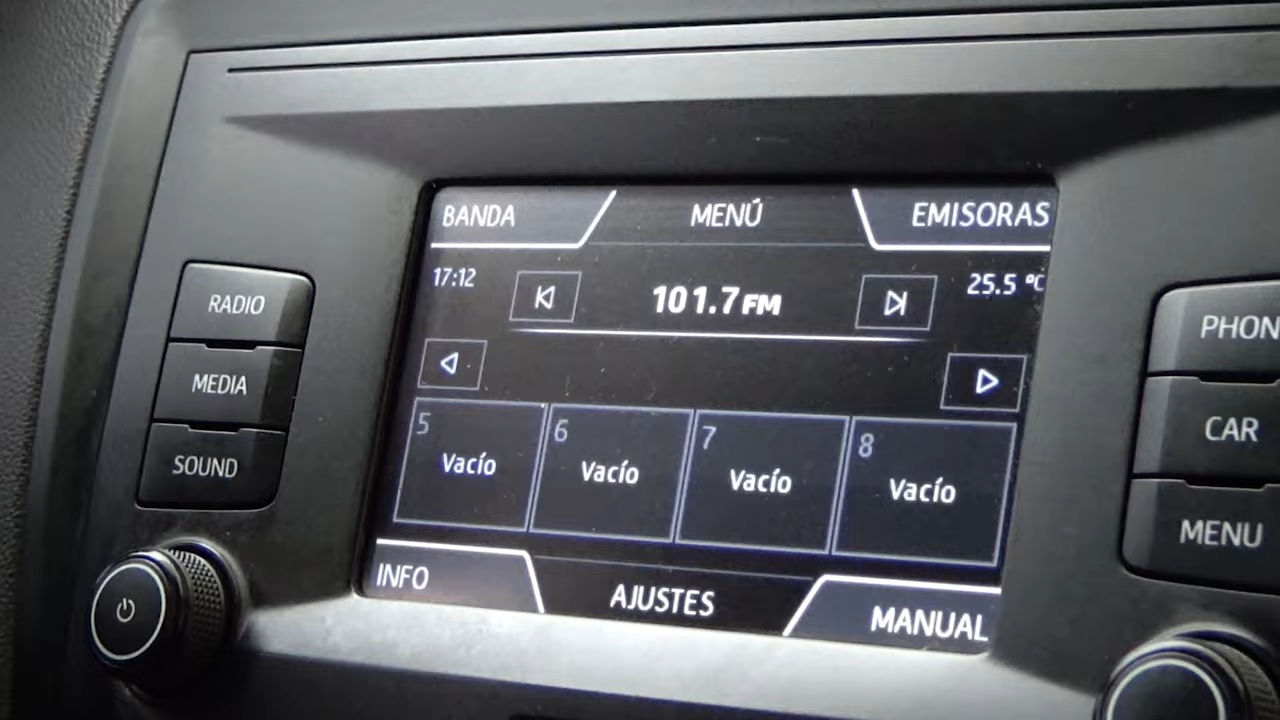 BANDA MENÚ EMISORAS
17:12 101.7 FM 25.5 °C
5 6 7 8
Vacío Vacío Vacío Vacío
INFO AJUSTES MANUAL
RADIO
MEDIA
SOUND
PHON
CAR
MENU